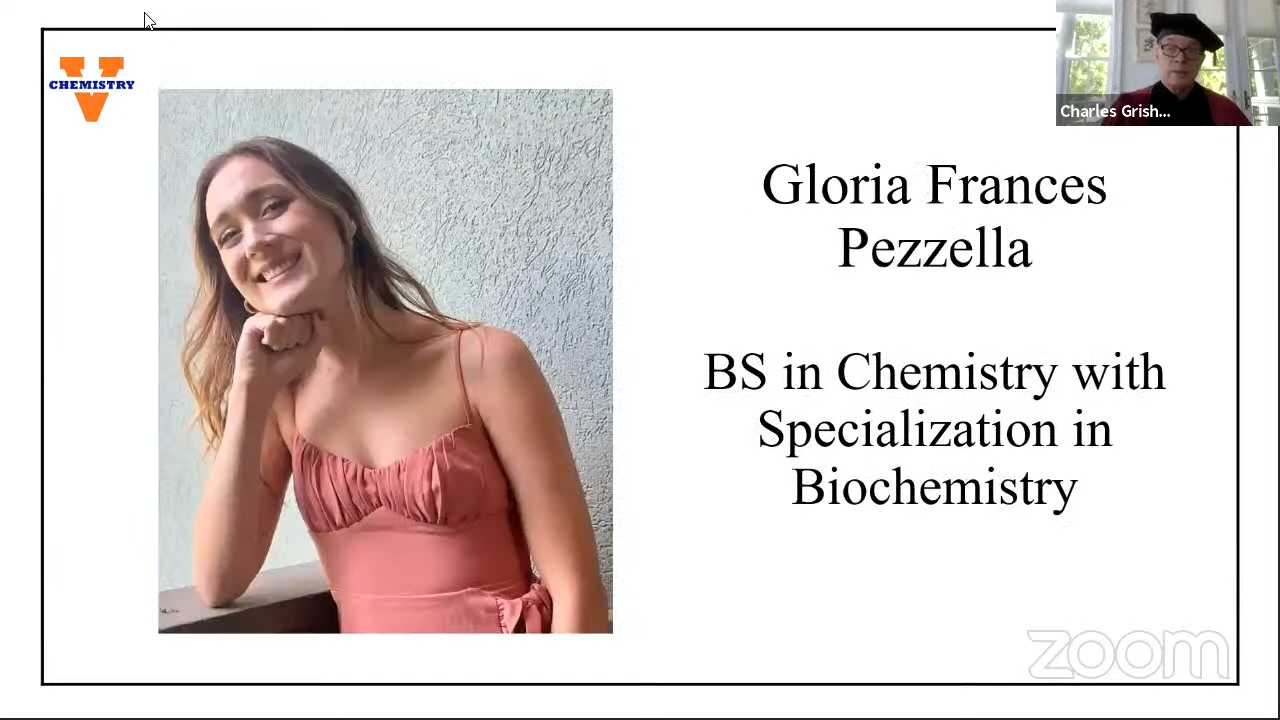 CHEMISTRY
V
Charles Grish...
Gloria Frances
Pezzella
BS in Chemistry with
Specialization in
Biochemistry
zoom